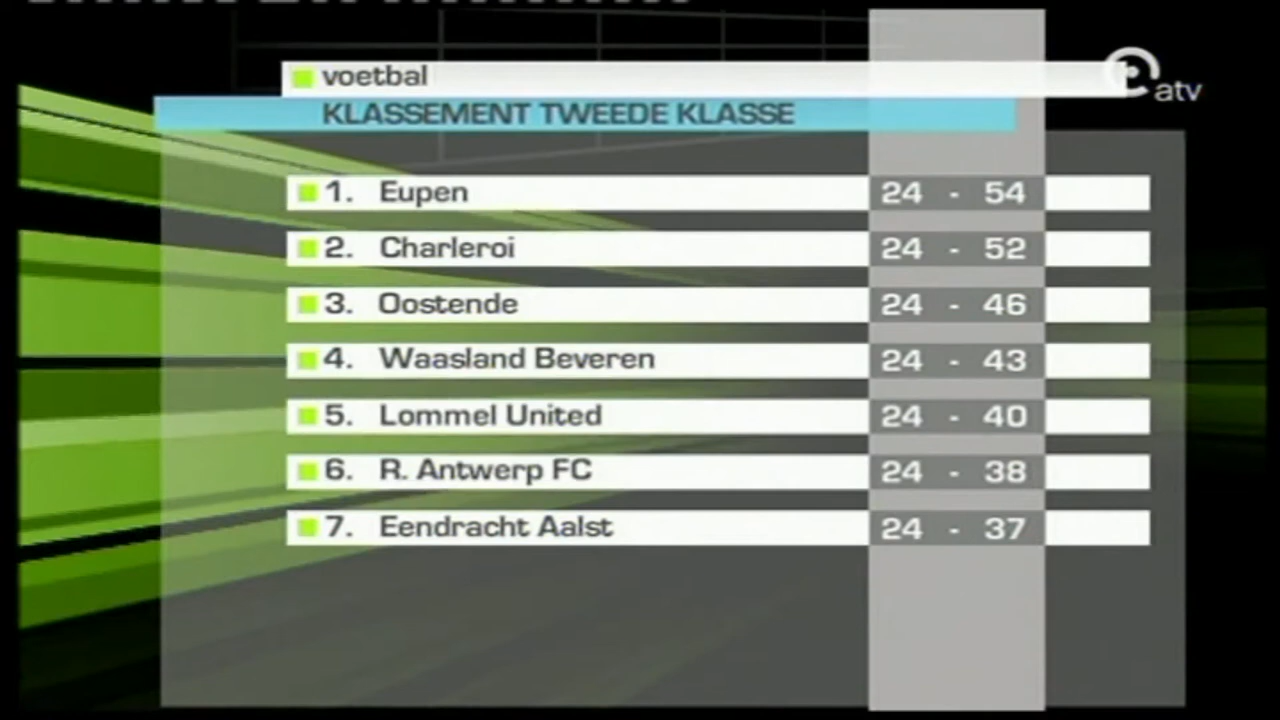 voetbal
atv
KLASSEMENT TWEEDE KLASSE
1. Eupen 24 - 54
2. Charleroi 24 - 52
3. Oostende 24 - 46
4. Waasland Beveren 24 - 43
5. Lommel United 24 - 40
6. R. Antwerp FC 24 - 38
7. Eendracht Aalst 24 - 37